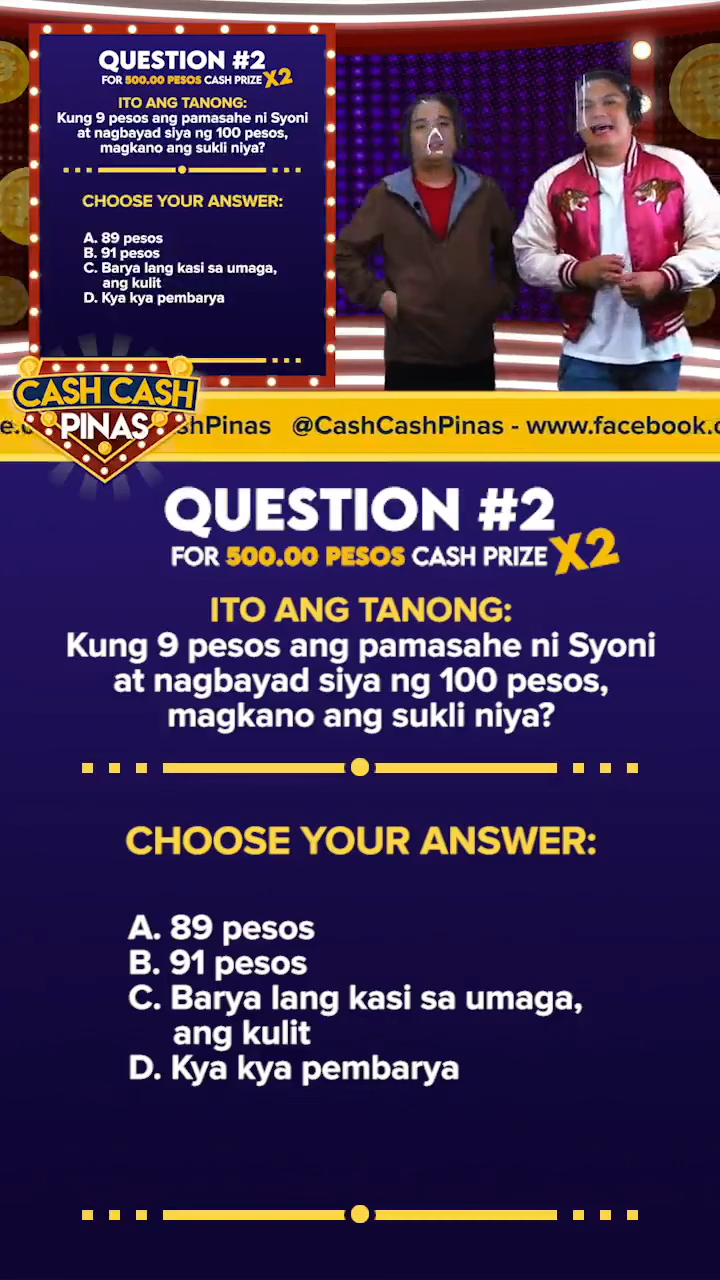 QUESTION #2
FOR 500.00 PESOS CASH PRIZE X2
ITO ANG TANONG:
Kung 9 pesos ang pamasahe ni Syoni
at nagbayad siya ng 100 pesos,
magkano ang sukli niya?
CHOOSE YOUR ANSWER:
A. 89 pesos
B. 91 pesos
C. Barya lang kasi sa umaga,
ang kulit
D. Kya kya pembarya
CASH CASH
PINAS
shPinas @CashCashPinas - www.facebook.c
QUESTION #2
FOR 500.00 PESOS CASH PRIZE X2
ITO ANG TANONG:
Kung 9 pesos ang pamasahe ni Syoni
at nagbayad siya ng 100 pesos,
magkano ang sukli niya?
CHOOSE YOUR ANSWER:
A. 89 pesos
B. 91 pesos
C. Barya lang kasi sa umaga,
ang kulit
D. Kya kya pembarya